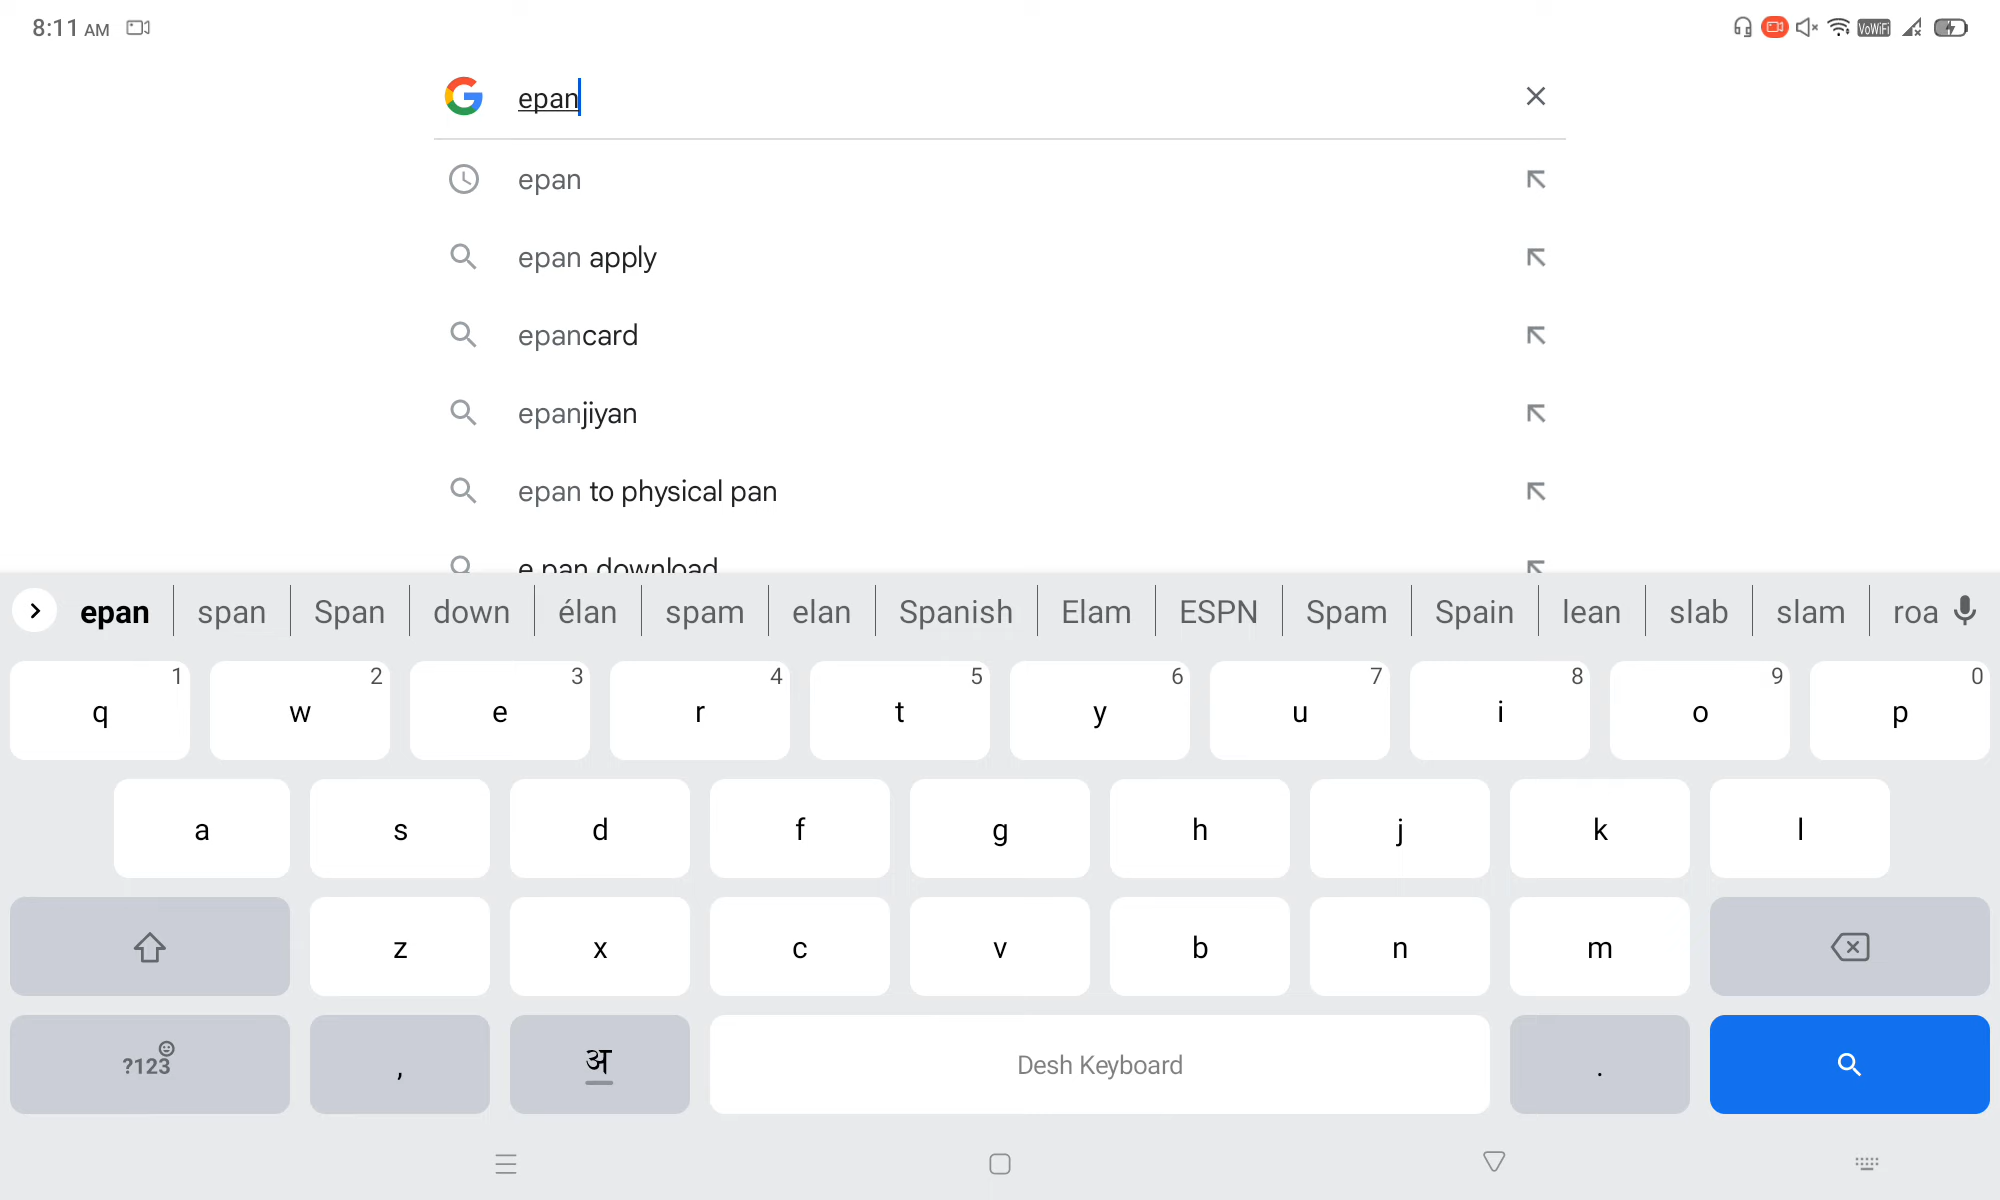 8:11 AM
VoWiFi
epan
epan
epan apply
epancard
epanjiyan
epan to physical pan
e pan download
epan span Span down élan spam elan Spanish Elam ESPN Spam Spain lean slab slam roa
1 2 3 4 5 6 7 8 9 0
q w e r t y u i o p
a s d f g h j k l
z x c v b n m
?123 , अ Desh Keyboard .